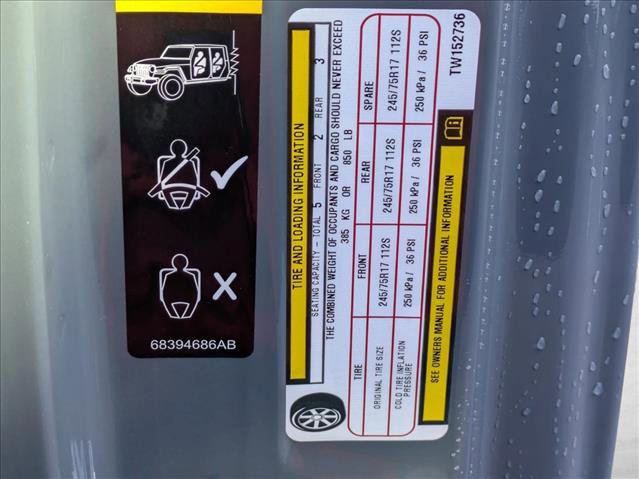 68394686AB
TIRE AND LOADING INFORMATION
SEATING CAPACITY - TOTAL 5 FRONT 2 REAR 3
THE COMBINED WEIGHT OF OCCUPANTS AND CARGO SHOULD NEVER EXCEED
385 KG OR 850 LB
TIRE FRONT REAR SPARE
ORIGINAL TIRE SIZE 245/75R17 112S 245/75R17 112S 245/75R17 112S
COLD TIRE INFLATION
PRESSURE 250 kPa / 36 PSI 250 kPa / 36 PSI 250 kPa / 36 PSI
SEE OWNERS MANUAL FOR ADDITIONAL INFORMATION
TW152736